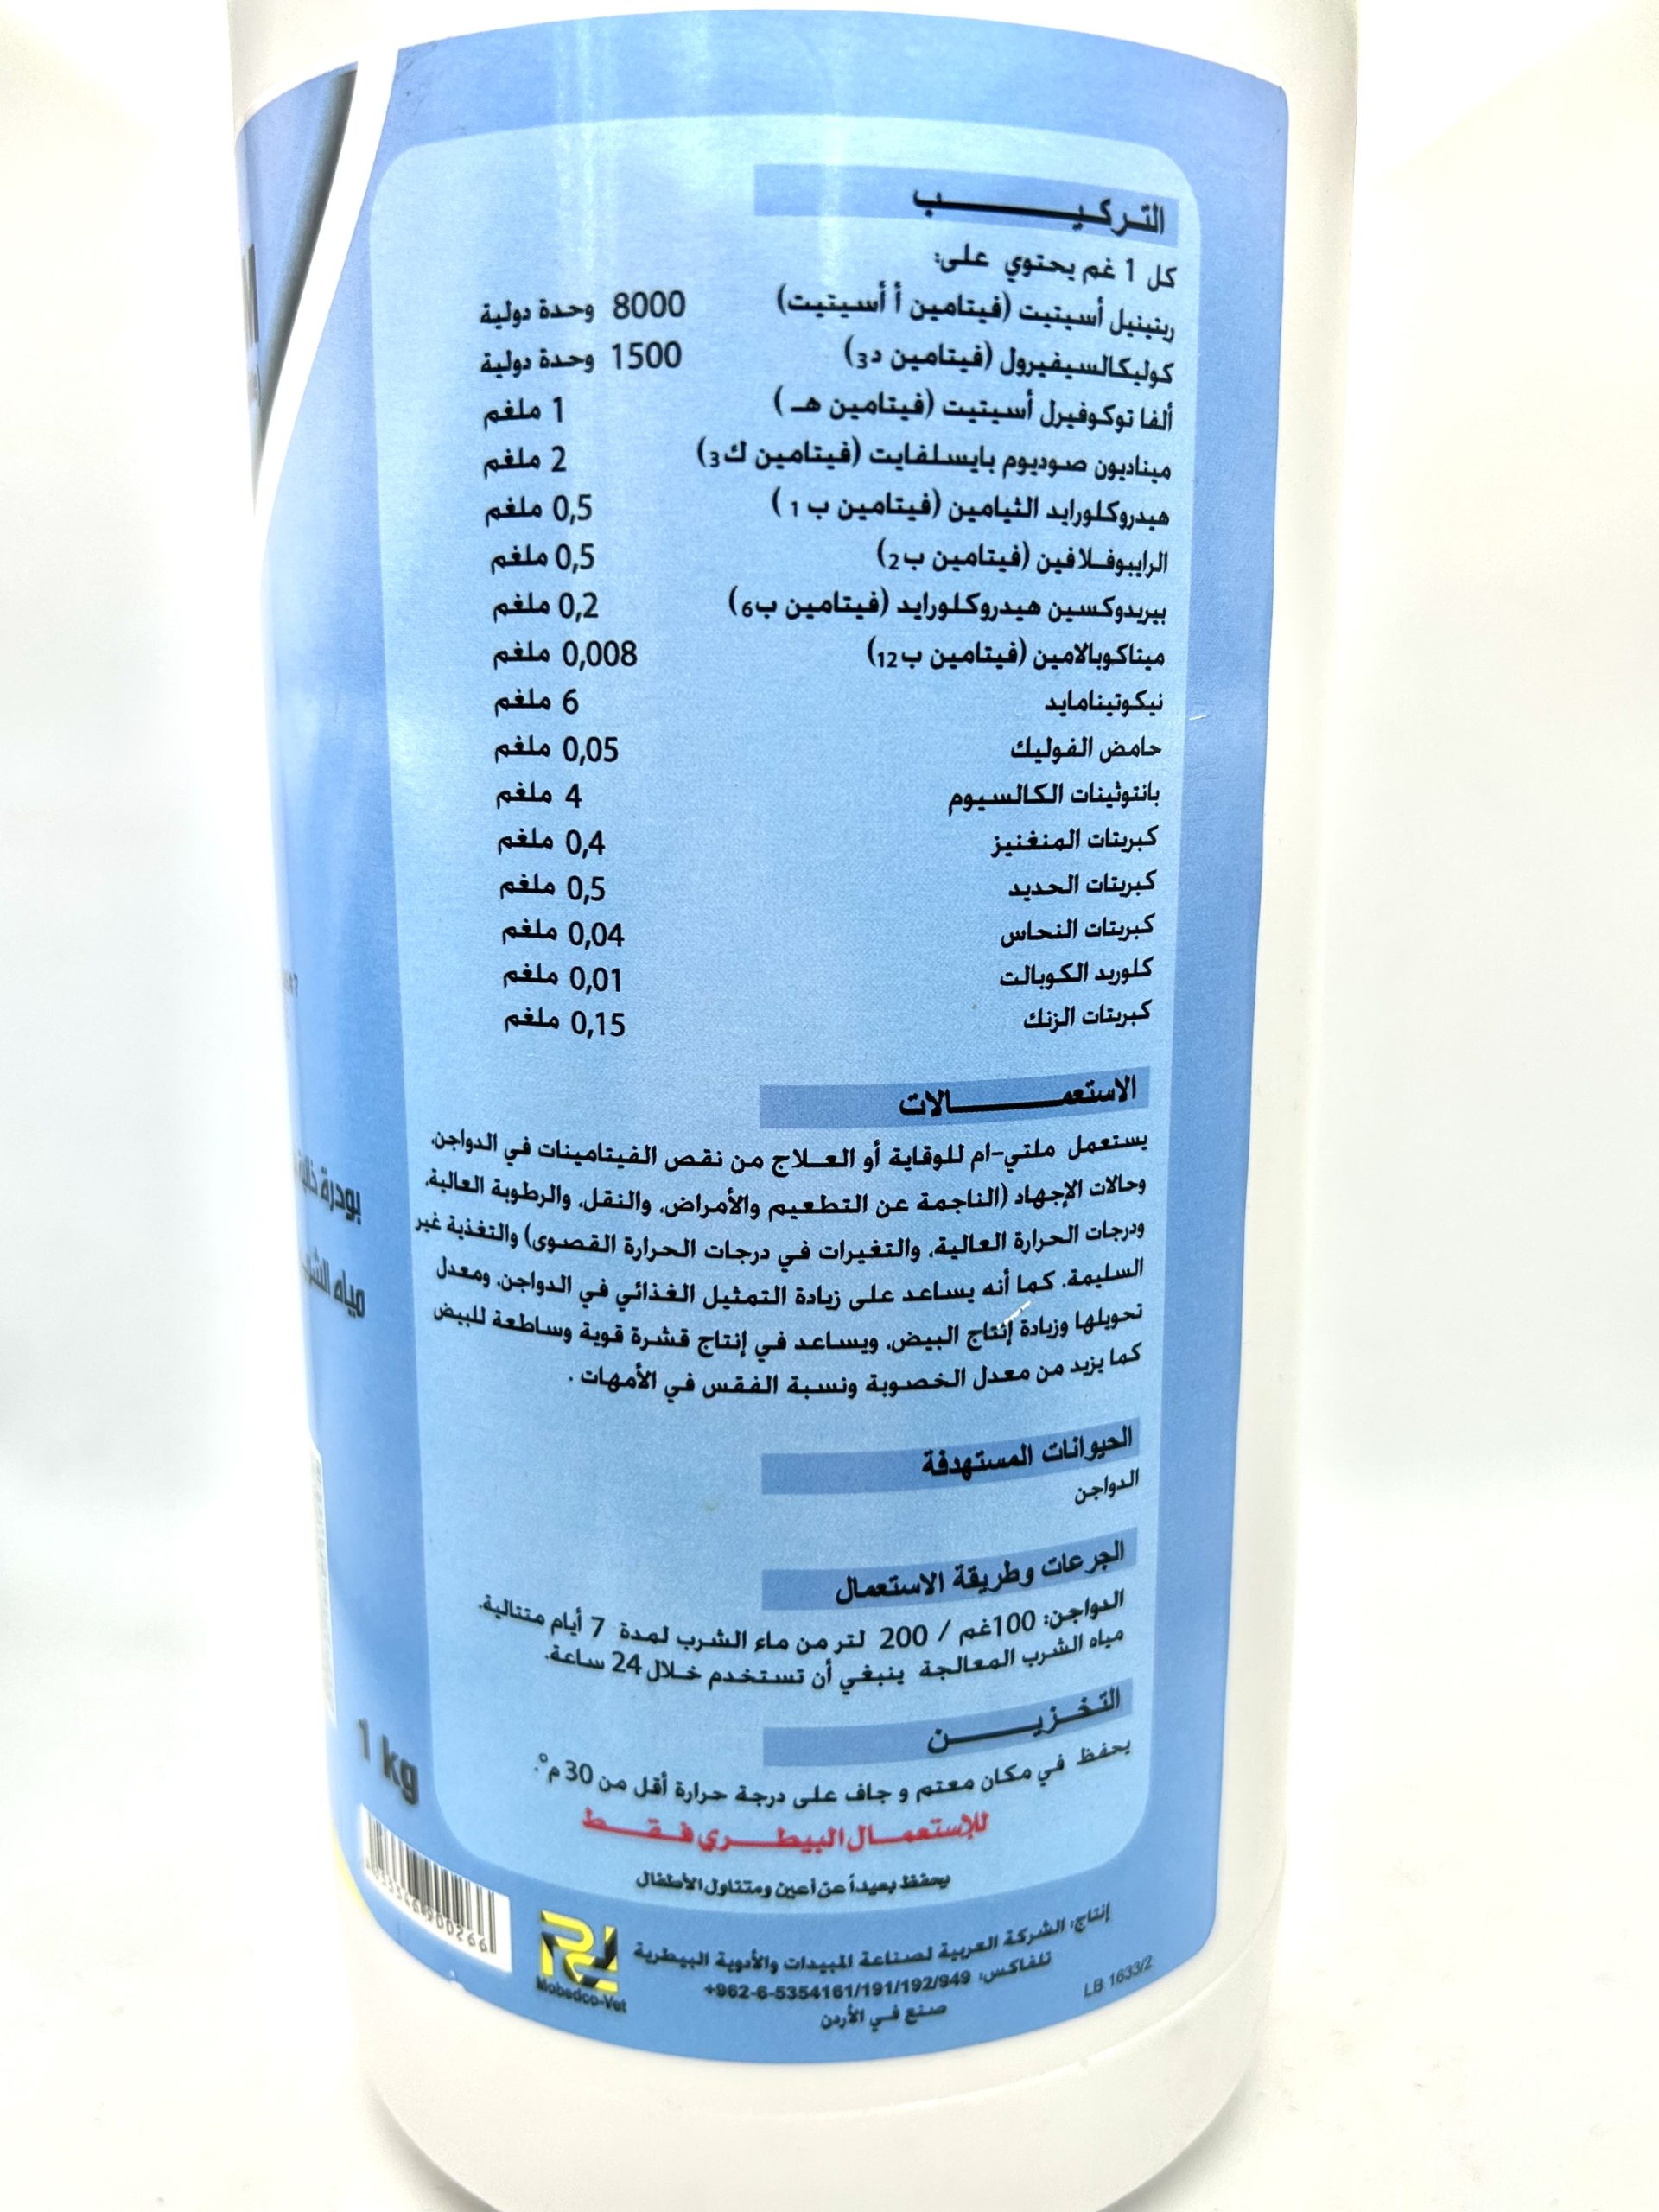 التركيب
كل 1 غم يحتوي على:
ريتينيل أسيتيت (فيتامين أ أسيتيت) 8000 وحدة دولية
كوليكالسيفيرول (فيتامين د3) 1500 وحدة دولية
ألفا توكوفيرل أسيتيت (فيتامين هـ ) 1 ملغم
ميناديون صوديوم بايسلفايت (فيتامين ك3) 2 ملغم
هيدروكلورايد الثيامين (فيتامين ب 1 ) 0,5 ملغم
الرايبوفلافين (فيتامين ب2) 0,5 ملغم
بيريدوكسين هيدروكلورايد (فيتامين ب6) 0,2 ملغم
ميتاكوبالامين (فيتامين ب12) 0,008 ملغم
نيكوتينامايد 6 ملغم
حامض الفوليك 0,05 ملغم
بانتوثينات الكالسيوم 4 ملغم
كبريتات المنغنيز 0,4 ملغم
كبريتات الحديد 0,5 ملغم
كبريتات النحاس 0,04 ملغم
كلوريد الكوبالت 0,01 ملغم
كبريتات الزنك 0,15 ملغم
الاستعمالات
يستعمل ملتي-ام للوقاية أو العلاج من نقص الفيتامينات في الدواجن،
وحالات الإجهاد (الناجمة عن التطعيم والأمراض، والنقل، والرطوبة العالية،
ودرجات الحرارة العالية، والتغيرات في درجات الحرارة القصوى) والتغذية غير
السليمة. كما أنه يساعد على زيادة التمثيل الغذائي في الدواجن، ومعدل
تحويلها وزيادة إنتاج البيض، ويساعد في إنتاج قشرة قوية وساطعة للبيض
كما يزيد من معدل الخصوبة ونسبة الفقس في الأمهات .
الحيوانات المستهدفة
الدواجن
الجرعات وطريقة الاستعمال
الدواجن: 100غم / 200 لتر من ماء الشرب لمدة 7 أيام متتالية.
مياه الشرب المعالجة ينبغي أن تستخدم خلال 24 ساعة.
التخزين
يحفظ في مكان معتم و جاف على درجة حرارة أقل من 30 م°.
للإستعمال البيطري فقط
يحفظ بعيداً عن أعين ومتناول الأطفال
إنتاج: الشركة العربية لصناعة المبيدات والأدوية البيطرية
تلفاكس: 962-6-5354161/191/192/949+
صنع في الأردن
LB 1633/2
Mobedco-Vet
بودرة
مياه
1 kg